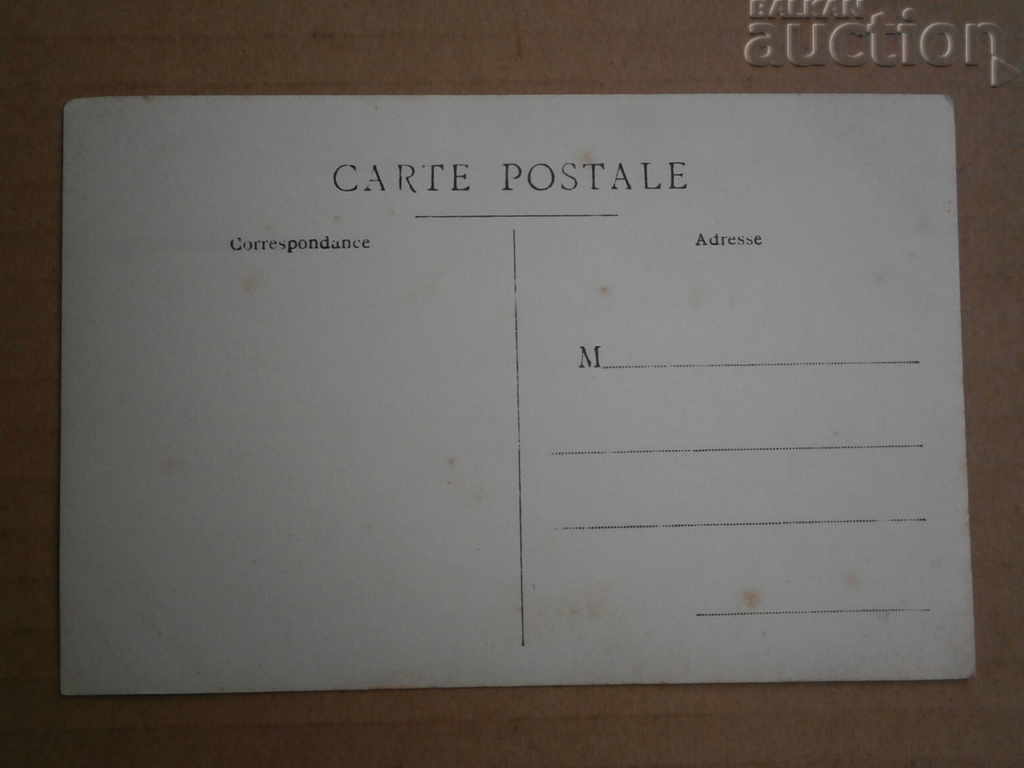 BALKAN
auction
CARTE POSTALE
Correspondance
Adresse
M